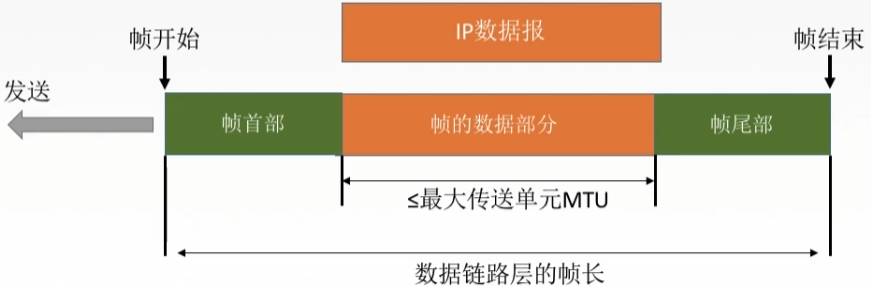 IP数据报
帧开始
帧结束
发送
帧首部
帧的数据部分
帧尾部
≤最大传送单元MTU
数据链路层的帧长